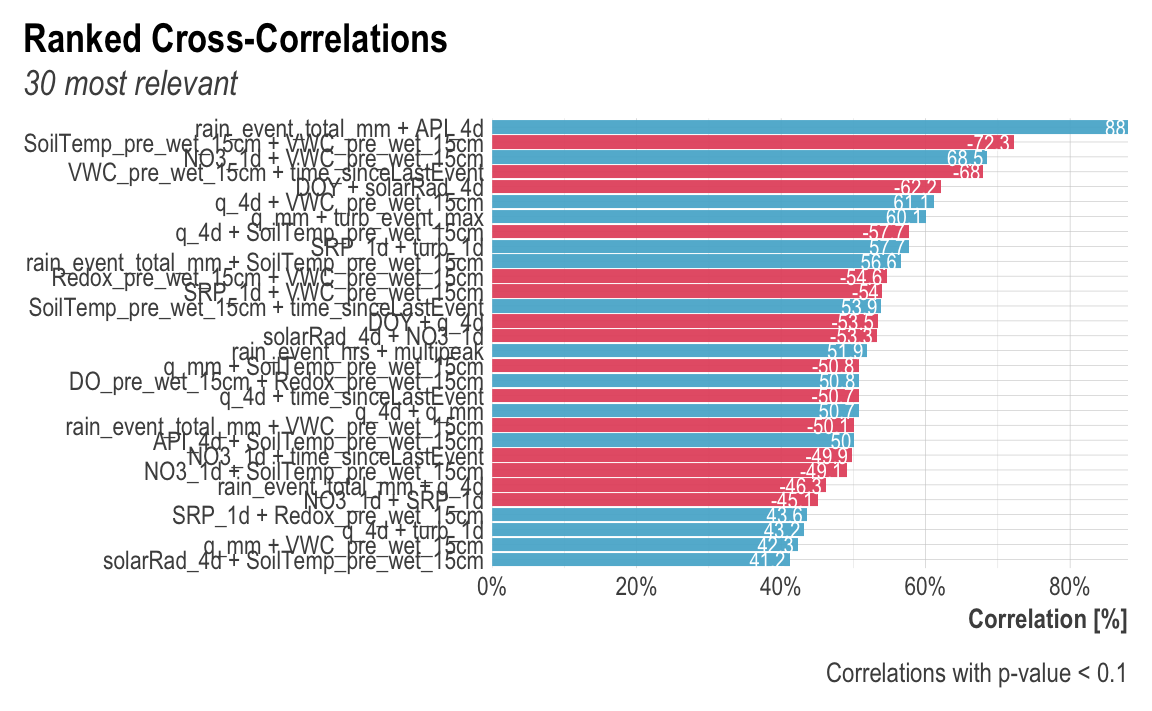 Ranked Cross-Correlations
30 most relevant
rain_event_total_mm + API_4d 88
SoilTemp_pre_wet_15cm + VWC_pre_wet_15cm -72.3
NO3_1d + VWC_pre_wet_15cm 68.5
VWC_pre_wet_15cm + time_sinceLastEvent -68
DOY + solarRad_4d -62.2
q_4d + VWC_pre_wet_15cm 61.1
q_mm + turb_event_max 60.1
q_4d + SoilTemp_pre_wet_15cm -57.7
SRP_1d + turb_1d 57.7
rain_event_total_mm + SoilTemp_pre_wet_15cm 56.6
Redox_pre_wet_15cm + VWC_pre_wet_15cm -54.6
SRP_1d + VWC_pre_wet_15cm -54
SoilTemp_pre_wet_15cm + time_sinceLastEvent 53.9
DOY + q_4d -53.5
solarRad_4d + NO3_1d -53.3
rain_event_hrs + multipeak 51.9
q_mm + SoilTemp_pre_wet_15cm -50.8
DO_pre_wet_15cm + Redox_pre_wet_15cm 50.8
q_4d + time_sinceLastEvent -50.7
q_4d + q_mm 50.7
rain_event_total_mm + VWC_pre_wet_15cm -50.1
API_4d + SoilTemp_pre_wet_15cm 50
NO3_1d + time_sinceLastEvent -49.9
NO3_1d + SoilTemp_pre_wet_15cm -49.1
rain_event_total_mm + q_4d -46.3
NO3_1d + SRP_1d -45.1
SRP_1d + Redox_pre_wet_15cm 43.6
q_4d + turb_1d 43.2
q_mm + VWC_pre_wet_15cm 42.3
solarRad_4d + SoilTemp_pre_wet_15cm 41.2
0% 20% 40% 60% 80%
Correlation [%]
Correlations with p-value < 0.1